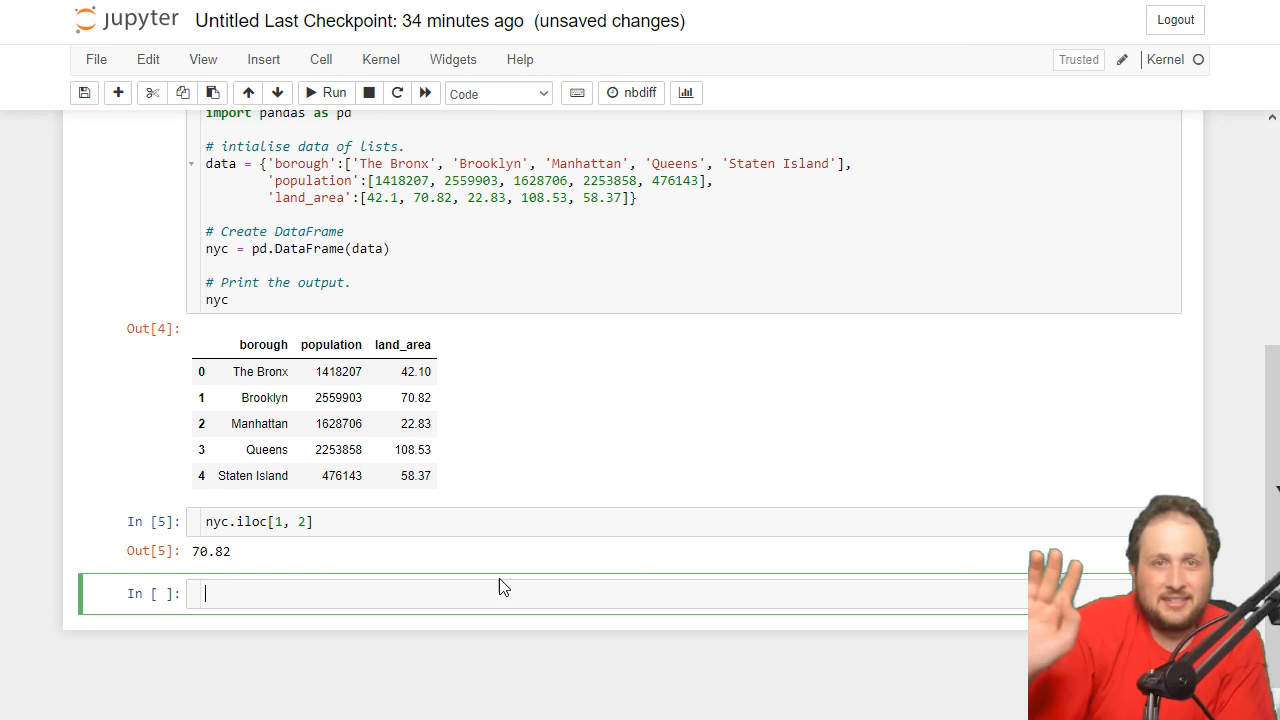 jupyter Untitled Last Checkpoint: 34 minutes ago (unsaved changes) Logout
File Edit View Insert Cell Kernel Widgets Help Trusted Kernel
Run Code nbdiff
import pandas as pd
# intialise data of lists.
data = {'borough':['The Bronx', 'Brooklyn', 'Manhattan', 'Queens', 'Staten Island'],
'population':[1418207, 2559903, 1628706, 2253858, 476143],
'land_area':[42.1, 70.82, 22.83, 108.53, 58.37]}
# Create DataFrame
nyc = pd.DataFrame(data)
# Print the output.
nyc
Out[4]:
borough population land_area
0 The Bronx 1418207 42.10
1 Brooklyn 2559903 70.82
2 Manhattan 1628706 22.83
3 Queens 2253858 108.53
4 Staten Island 476143 58.37
In [5]: nyc.iloc[1, 2]
Out[5]: 70.82
In [ ]: